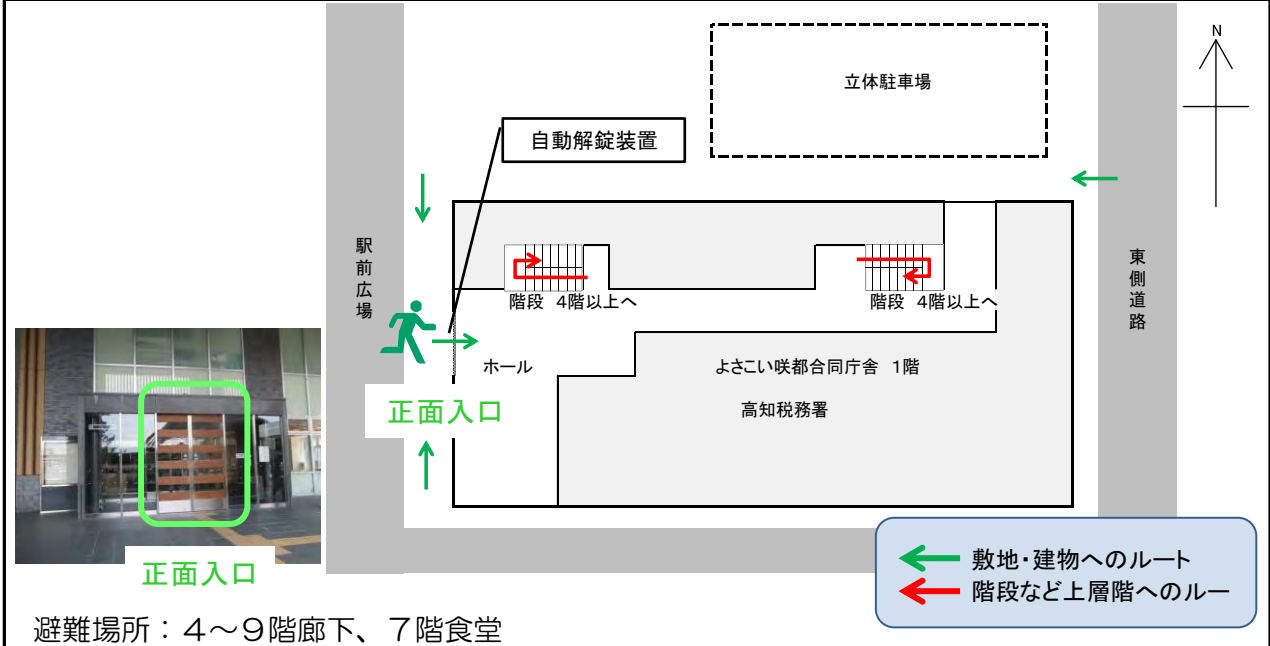 N
立体駐車場
自動解錠装置
駅前広場
東側道路
階段 4階以上へ
階段 4階以上へ
ホール
よさこい咲都合同庁舎 1階
高知税務署
正面入口
正面入口
敷地・建物へのルート
階段など上層階へのルー
避難場所：４～９階廊下、７階食堂